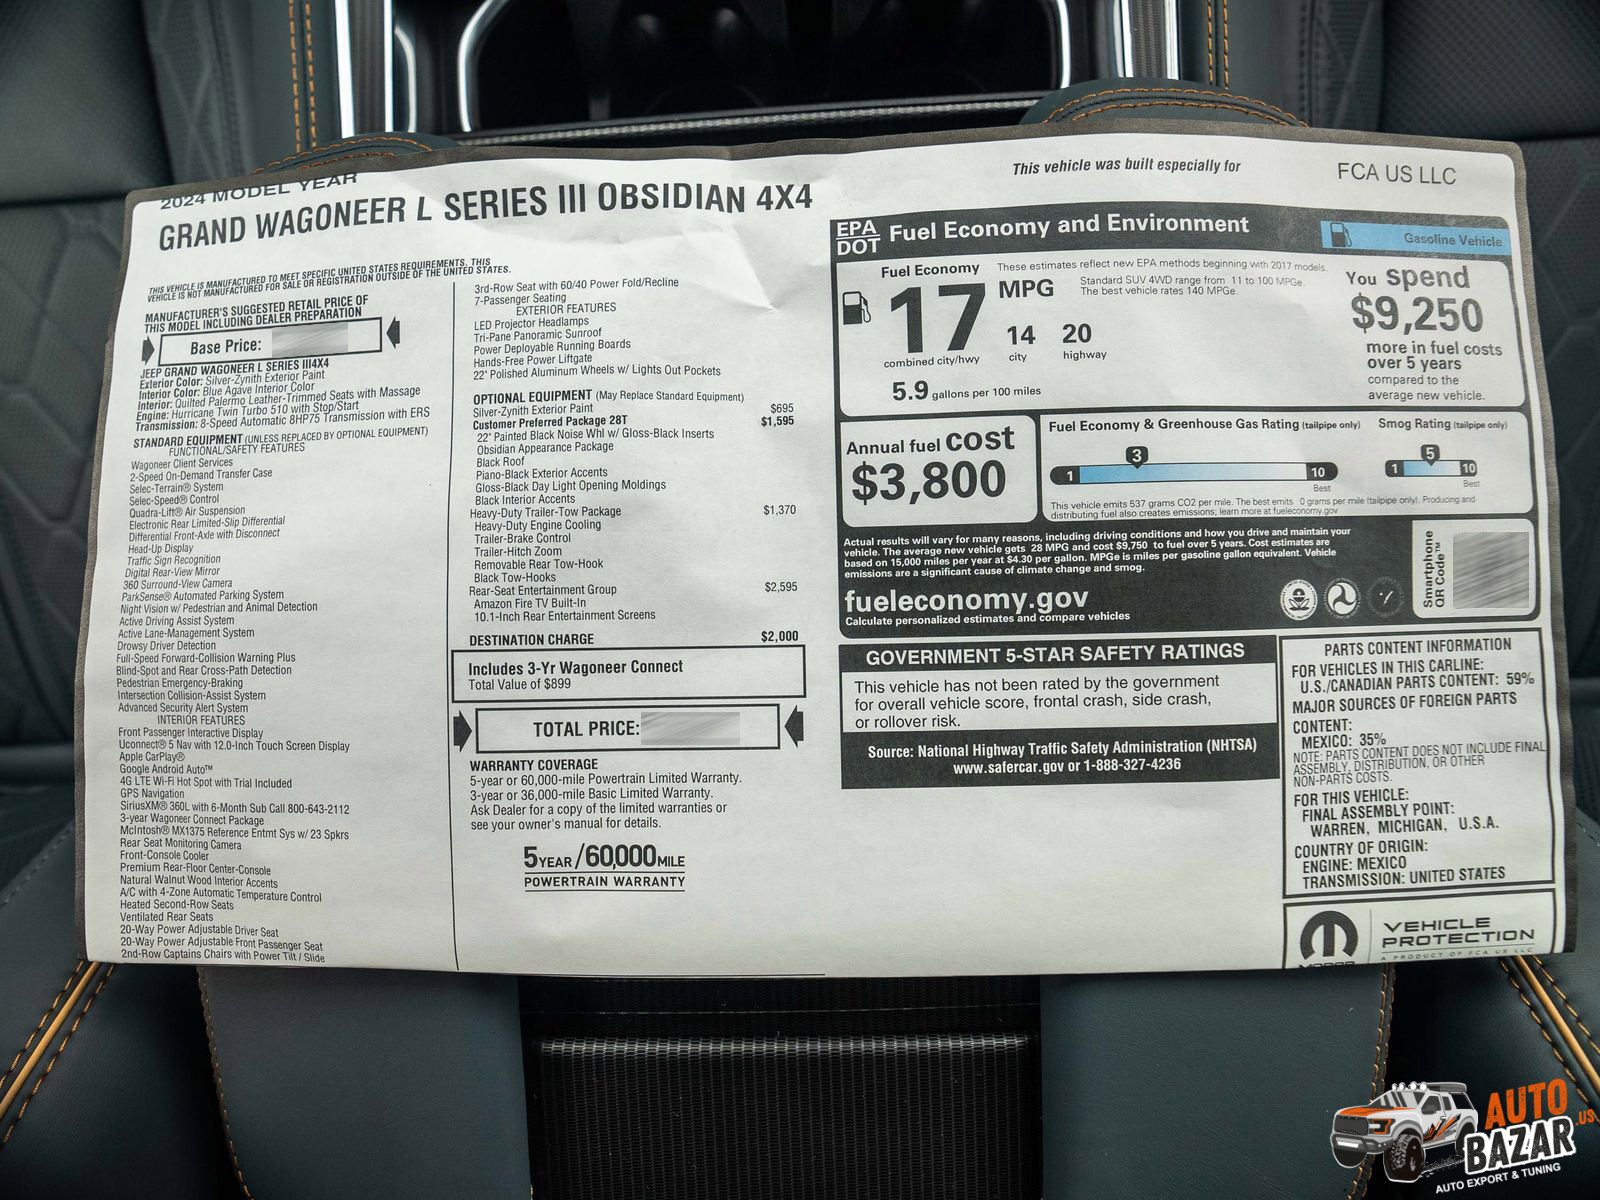 2024 MODEL YEAR
GRAND WAGONEER L SERIES III OBSIDIAN 4X4
THIS VEHICLE IS MANUFACTURED TO MEET SPECIFIC UNITED STATES REQUIREMENTS. THIS
VEHICLE IS NOT MANUFACTURED FOR SALE OR REGISTRATION OUTSIDE OF THE UNITED STATES.
MANUFACTURER'S SUGGESTED RETAIL PRICE OF
THIS MODEL INCLUDING DEALER PREPARATION
Base Price:
JEEP GRAND WAGONEER L SERIES III4X4
Exterior Color: Silver-Zynith Exterior Paint
Interior Color: Blue Agave Interior Color
Interior: Quilted Palermo Leather-Trimmed Seats with Massage
Engine: Hurricane Twin Turbo 510 with Stop/Start
Transmission: 8-Speed Automatic 8HP75 Transmission with ERS
STANDARD EQUIPMENT (UNLESS REPLACED BY OPTIONAL EQUIPMENT)
FUNCTIONAL/SAFETY FEATURES
Wagoneer Client Services
2-Speed On-Demand Transfer Case
Selec-Terrain® System
Selec-Speed® Control
Quadra-Lift® Air Suspension
Electronic Rear Limited-Slip Differential
Differential Front-Axle with Disconnect
Head-Up Display
Traffic Sign Recognition
Digital Rear-View Mirror
360 Surround-View Camera
ParkSense® Automated Parking System
Night Vision w/ Pedestrian and Animal Detection
Active Driving Assist System
Active Lane-Management System
Drowsy Driver Detection
Full-Speed Forward-Collision Warning Plus
Blind-Spot and Rear Cross-Path Detection
Pedestrian Emergency-Braking
Intersection Collision-Assist System
Advanced Security Alert System
INTERIOR FEATURES
Front Passenger Interactive Display
Uconnect® 5 Nav with 12.0-Inch Touch Screen Display
Apple CarPlay®
Google Android Auto™
4G LTE Wi-Fi Hot Spot with Trial Included
GPS Navigation
SiriusXM® 360L with 6-Month Sub Call 800-643-2112
3-year Wagoneer Connect Package
McIntosh® MX1375 Reference Entmt Sys w/ 23 Spkrs
Rear Seat Monitoring Camera
Front-Console Cooler
Premium Rear-Floor Center-Console
Natural Walnut Wood Interior Accents
A/C with 4-Zone Automatic Temperature Control
Heated Second-Row Seats
Ventilated Rear Seats
20-Way Power Adjustable Driver Seat
20-Way Power Adjustable Front Passenger Seat
2nd-Row Captains Chairs with Power Tilt / Slide
3rd-Row Seat with 60/40 Power Fold/Recline
7-Passenger Seating
EXTERIOR FEATURES
LED Projector Headlamps
Tri-Pane Panoramic Sunroof
Power Deployable Running Boards
Hands-Free Power Liftgate
22" Polished Aluminum Wheels w/ Lights Out Pockets
OPTIONAL EQUIPMENT (May Replace Standard Equipment)
Silver-Zynith Exterior Paint $695
Customer Preferred Package 28T $1,595
22" Painted Black Noise Whl w/ Gloss-Black Inserts
Obsidian Appearance Package
Black Roof
Piano-Black Exterior Accents
Gloss-Black Day Light Opening Moldings
Black Interior Accents
Heavy-Duty Trailer-Tow Package $1,370
Heavy-Duty Engine Cooling
Trailer-Brake Control
Trailer-Hitch Zoom
Removable Rear Tow-Hook
Black Tow-Hooks
Rear-Seat Entertainment Group $2,595
Amazon Fire TV Built-In
10.1-Inch Rear Entertainment Screens
DESTINATION CHARGE $2,000
Includes 3-Yr Wagoneer Connect
Total Value of $899
TOTAL PRICE:
WARRANTY COVERAGE
5-year or 60,000-mile Powertrain Limited Warranty.
3-year or 36,000-mile Basic Limited Warranty.
Ask Dealer for a copy of the limited warranties or
see your owner's manual for details.
5 YEAR / 60,000 MILE
POWERTRAIN WARRANTY
This vehicle was built especially for
FCA US LLC
EPA
DOT
Fuel Economy and Environment
Gasoline Vehicle
Fuel Economy
These estimates reflect new EPA methods beginning with 2017 models.
17 MPG
Standard SUV 4WD range from 11 to 100 MPGe.
The best vehicle rates 140 MPGe.
14 20
combined city/hwy city highway
5.9 gallons per 100 miles
You spend
$9,250
more in fuel costs
over 5 years
compared to the
average new vehicle.
Annual fuel cost
$3,800
Fuel Economy & Greenhouse Gas Rating (tailpipe only)
3
1 10
Best
Smog Rating (tailpipe only)
5
1 10
Best
This vehicle emits 537 grams CO2 per mile. The best emits 0 grams per mile (tailpipe only). Producing and
distributing fuel also creates emissions; learn more at fueleconomy.gov
Actual results will vary for many reasons, including driving conditions and how you drive and maintain your
vehicle. The average new vehicle gets 28 MPG and cost $9,750 to fuel over 5 years. Cost estimates are
based on 15,000 miles per year at $4.30 per gallon. MPGe is miles per gasoline gallon equivalent. Vehicle
emissions are a significant cause of climate change and smog.
fueleconomy.gov
Calculate personalized estimates and compare vehicles
Smartphone
QR Code™
GOVERNMENT 5-STAR SAFETY RATINGS
This vehicle has not been rated by the government
for overall vehicle score, frontal crash, side crash,
or rollover risk.
Source: National Highway Traffic Safety Administration (NHTSA)
www.safercar.gov or 1-888-327-4236
PARTS CONTENT INFORMATION
FOR VEHICLES IN THIS CARLINE:
U.S./CANADIAN PARTS CONTENT: 59%
MAJOR SOURCES OF FOREIGN PARTS
CONTENT:
MEXICO: 35%
NOTE: PARTS CONTENT DOES NOT INCLUDE FINAL
ASSEMBLY, DISTRIBUTION, OR OTHER
NON-PARTS COSTS.
FOR THIS VEHICLE:
FINAL ASSEMBLY POINT:
WARREN, MICHIGAN, U.S.A.
COUNTRY OF ORIGIN:
ENGINE: MEXICO
TRANSMISSION: UNITED STATES
MOPAR
VEHICLE
PROTECTION
A PRODUCT OF FCA US LLC
AUTO
BAZAR.US
AUTO EXPORT & TUNING